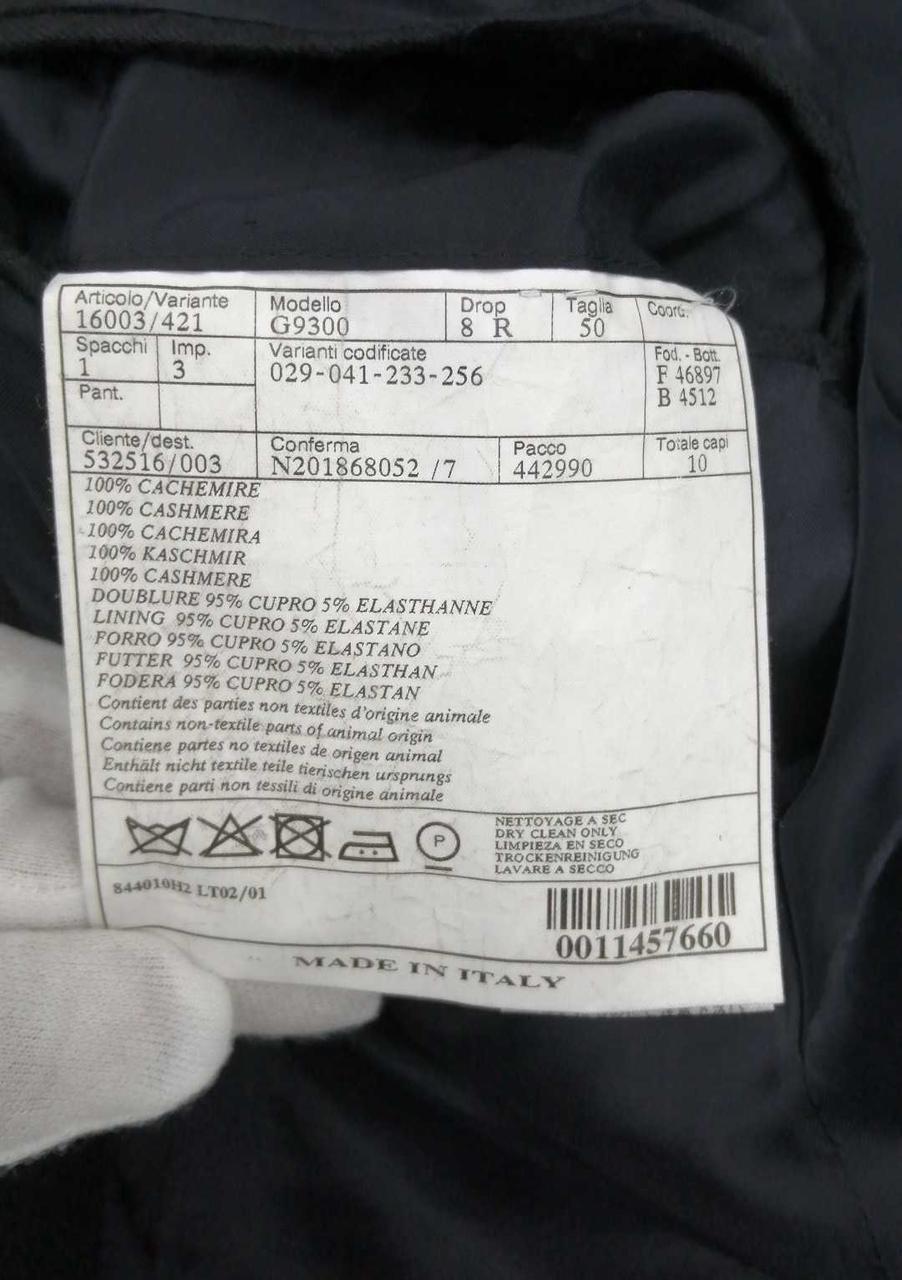 Articolo/Variante Modello Drop Taglia Coord.
16003/421 G9300 8 R 50
Spacchi Imp. Varianti codificate Fod. - Bott.
1 3 029-041-233-256 F 46897
Pant. B 4512
Cliente/dest. Conferma Pacco Totale capi
532516/003 N201868052 /7 442990 10
100% CACHEMIRE
100% CASHMERE
100% CACHEMIRA
100% KASCHMIR
100% CASHMERE
DOUBLURE 95% CUPRO 5% ELASTHANNE
LINING 95% CUPRO 5% ELASTANE
FORRO 95% CUPRO 5% ELASTANO
FUTTER 95% CUPRO 5% ELASTHAN
FODERA 95% CUPRO 5% ELASTAN
Contient des parties non textiles d'origine animale
Contains non-textile parts of animal origin
Contiene partes no textiles de origen animal
Enthält nicht textile teile tierischen ursprungs
Contiene parti non tessili di origine animale
P
NETTOYAGE A SEC
DRY CLEAN ONLY
LIMPIEZA EN SECO
TROCKENREINIGUNG
LAVARE A SECCO
844010H2 LT02/01
0011457660
MADE IN ITALY